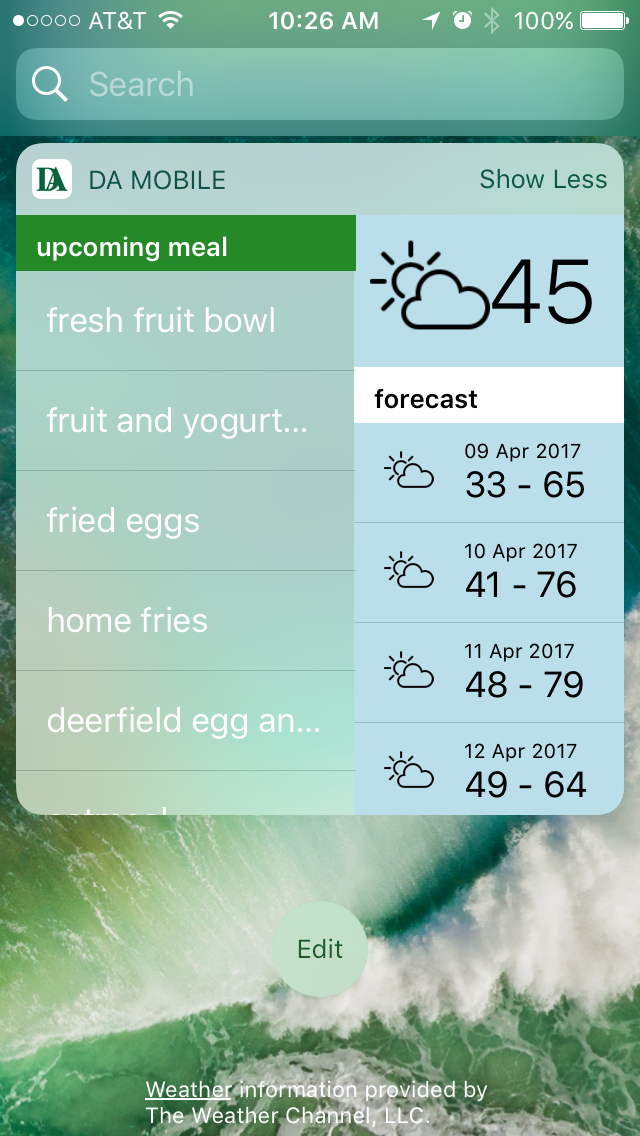 AT&T 10:26 AM 100%
Search
DA DA MOBILE Show Less
upcoming meal
fresh fruit bowl
fruit and yogurt...
fried eggs
home fries
deerfield egg an...
45
forecast
09 Apr 2017
33 - 65
10 Apr 2017
41 - 76
11 Apr 2017
48 - 79
12 Apr 2017
49 - 64
Edit
Weather information provided by
The Weather Channel, LLC.